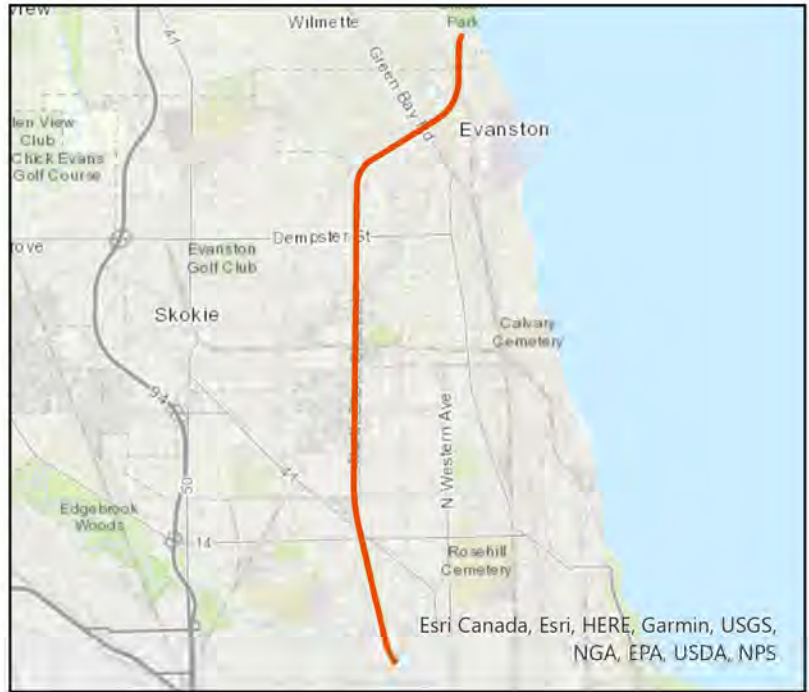 view
Wilmette
Park
41
Green Bay Rd
Evanston
len View
Club
Chick Evans
Golf Course
Dempster St
rove
Evanston
Golf Club
Skokie
Calvary
Cemetery
94
N Western Ave
41
50
Edgebrook
Woods
14
Rosehill
Cemetery
Esri Canada, Esri, HERE, Garmin, USGS,
NGA, EPA, USDA, NPS